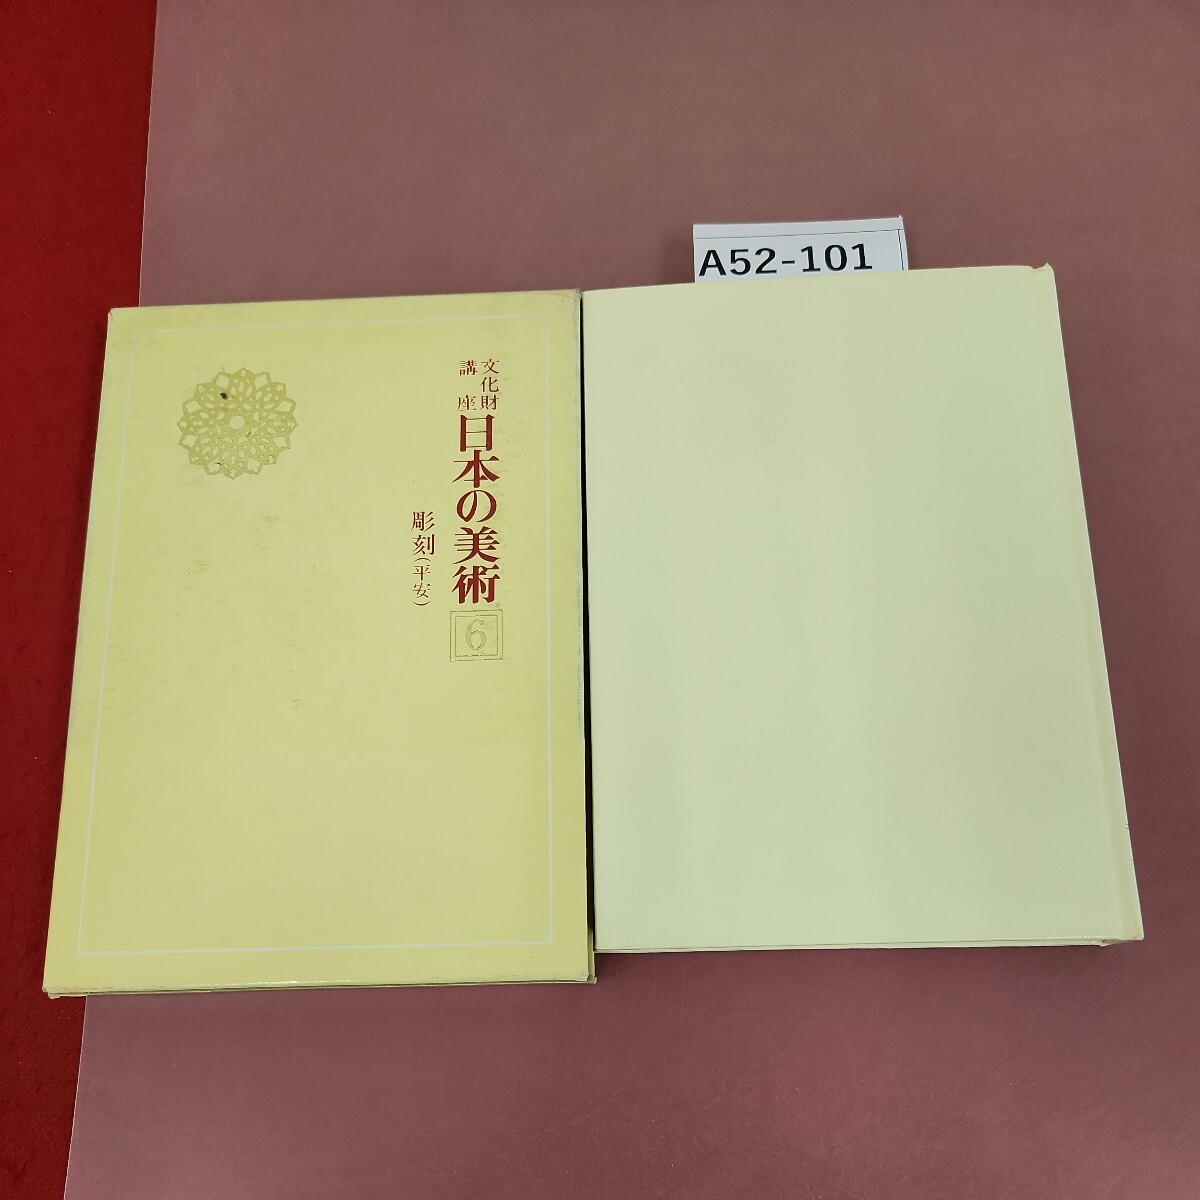 A52-101
文化財
講座
日本の美術
6
彫刻(平安)